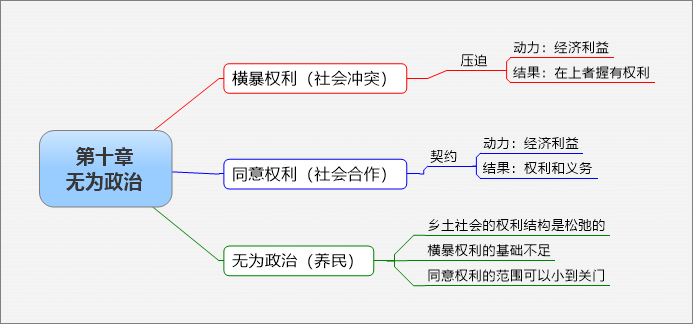 第十章
无为政治
横暴权利（社会冲突）
压迫
动力：经济利益
结果：在上者握有权利
同意权利（社会合作）
契约
动力：经济利益
结果：权利和义务
无为政治（养民）
乡土社会的权利结构是松弛的
横暴权利的基础不足
同意权利的范围可以小到关门